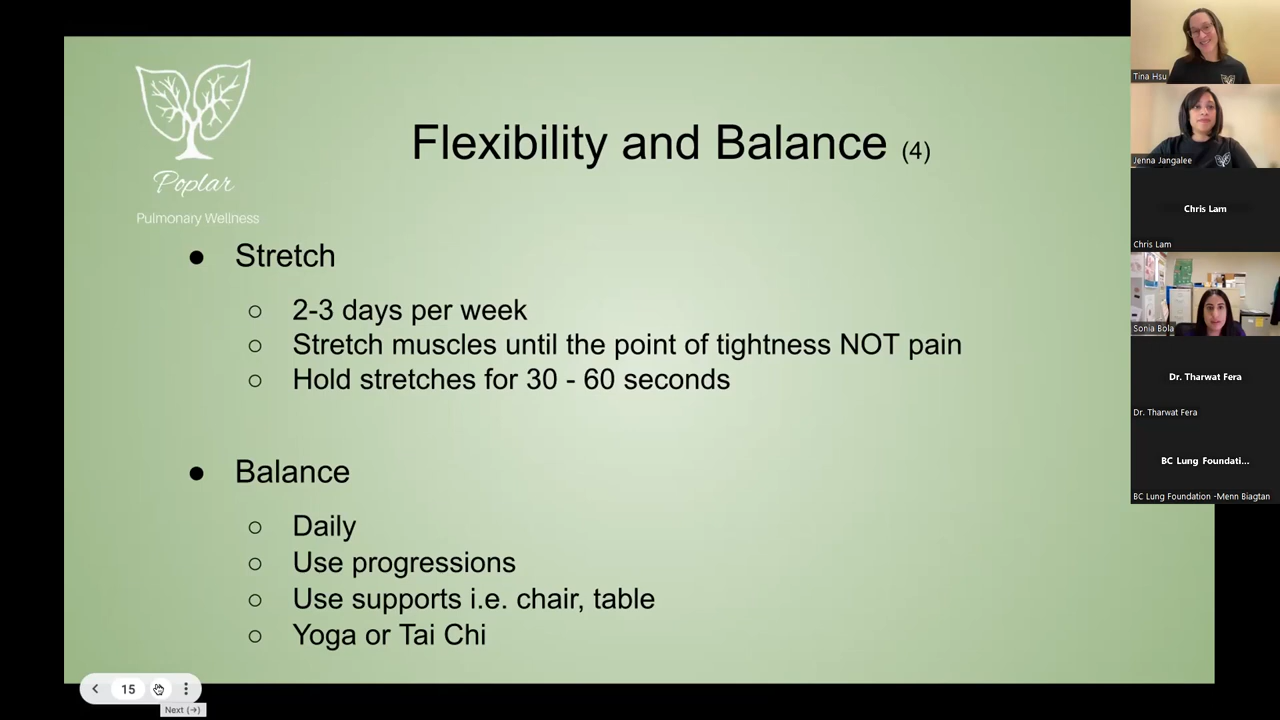 Poplar
Pulmonary Wellness
Flexibility and Balance (4)
● Stretch
○ 2-3 days per week
○ Stretch muscles until the point of tightness NOT pain
○ Hold stretches for 30 - 60 seconds
● Balance
○ Daily
○ Use progressions
○ Use supports i.e. chair, table
○ Yoga or Tai Chi
15
Next (→)
Tina Hsu
Jenna Jangalee
Chris Lam
Chris Lam
Sonia Bola
Dr. Tharwat Fera
Dr. Tharwat Fera
BC Lung Foundati...
BC Lung Foundation -Menn Biagtan